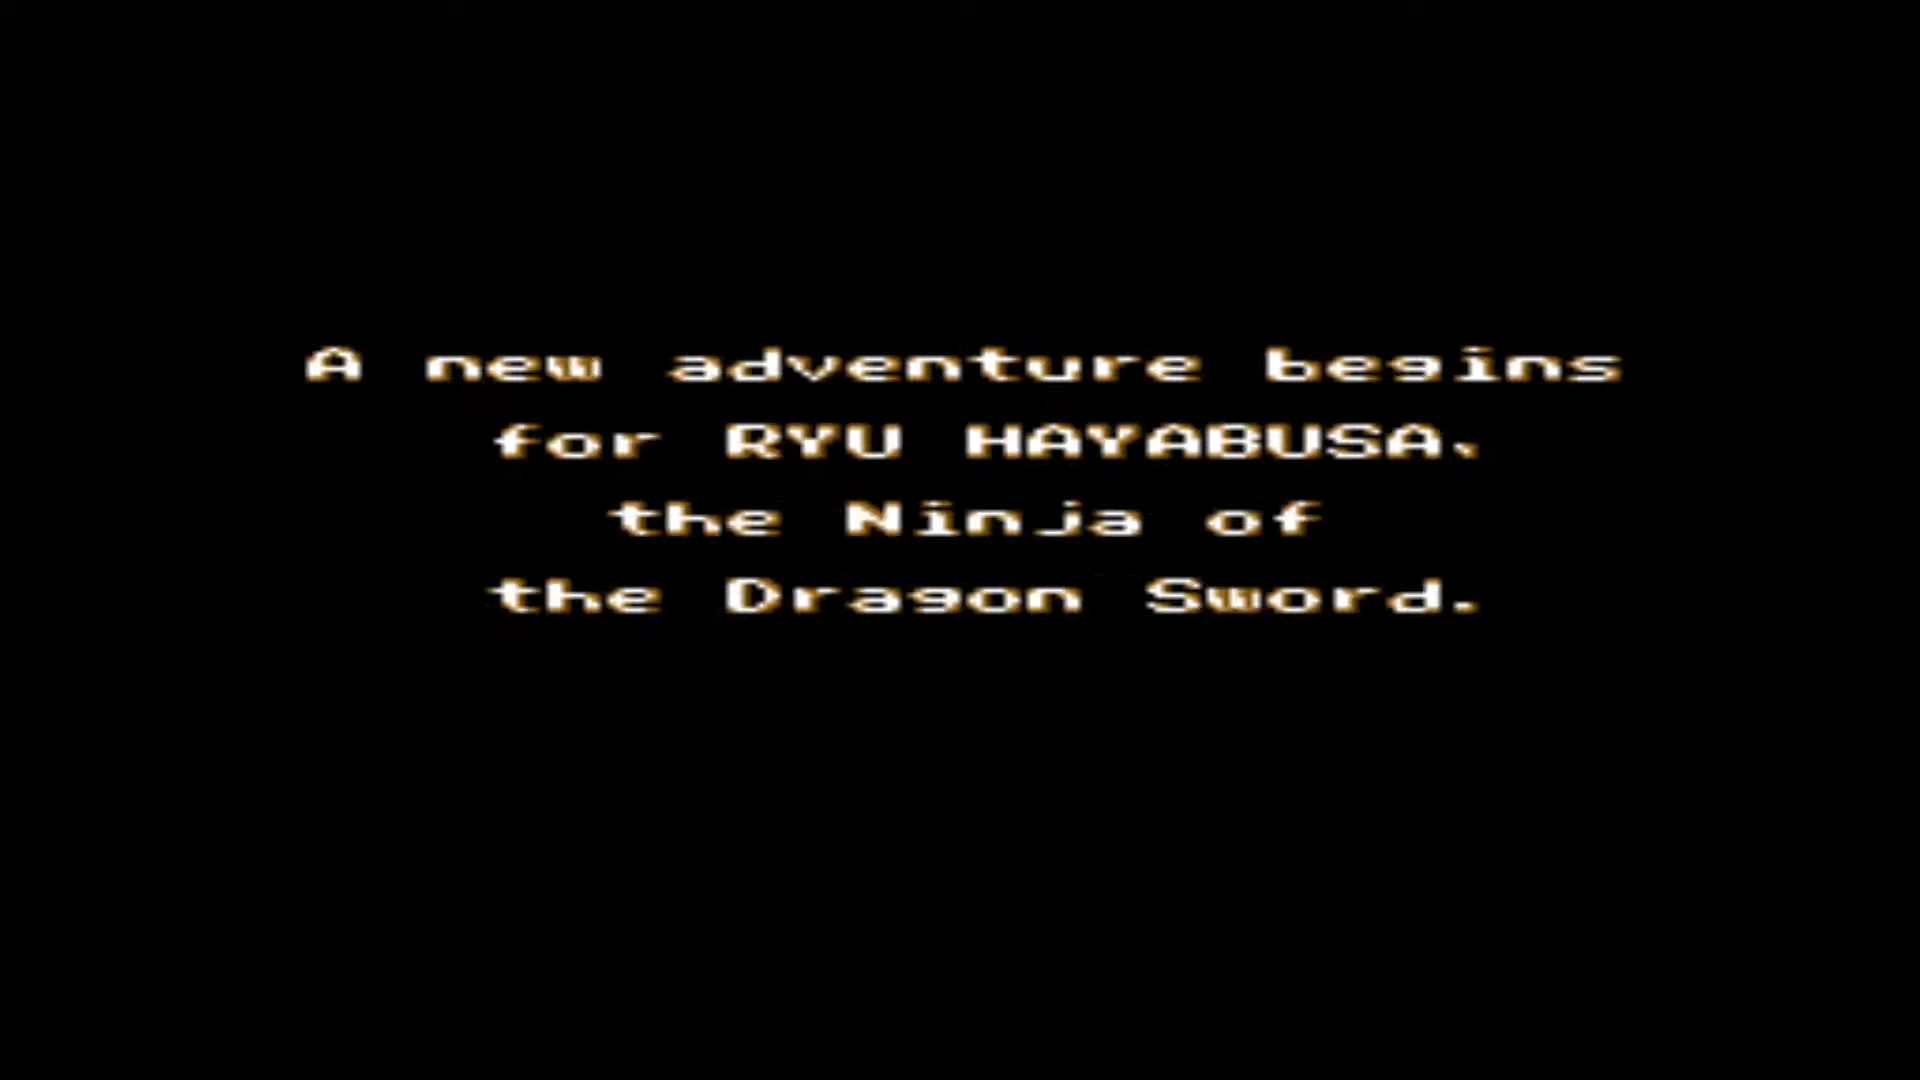 A new adventure begins
for RYU HAYABUSA,
the Ninja of
the Dragon Sword.